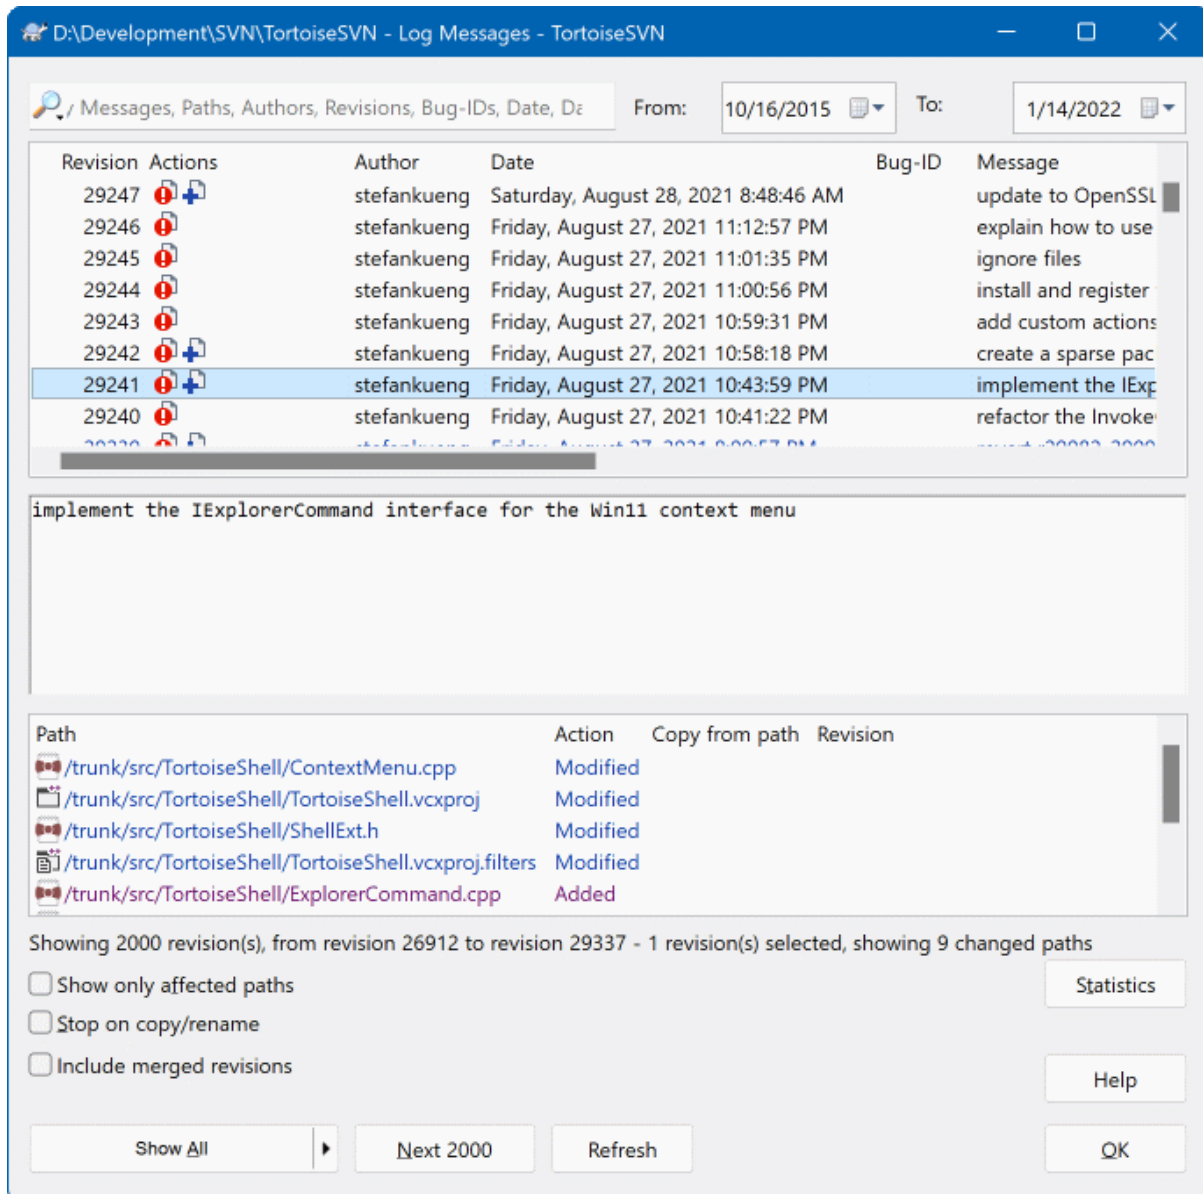 D:\Development\SVN\TortoiseSVN - Log Messages - TortoiseSVN
Messages, Paths, Authors, Revisions, Bug-IDs, Date, Da From: 10/16/2015 To: 1/14/2022
Revision Actions Author Date Bug-ID Message
29247 stefankueng Saturday, August 28, 2021 8:48:46 AM update to OpenSSL
29246 stefankueng Friday, August 27, 2021 11:12:57 PM explain how to use
29245 stefankueng Friday, August 27, 2021 11:01:35 PM ignore files
29244 stefankueng Friday, August 27, 2021 11:00:56 PM install and register
29243 stefankueng Friday, August 27, 2021 10:59:31 PM add custom actions
29242 stefankueng Friday, August 27, 2021 10:58:18 PM create a sparse pac
29241 stefankueng Friday, August 27, 2021 10:43:59 PM implement the IExp
29240 stefankueng Friday, August 27, 2021 10:41:22 PM refactor the Invoke
implement the IExplorerCommand interface for the Win11 context menu
Path Action Copy from path Revision
/trunk/src/TortoiseShell/ContextMenu.cpp Modified
/trunk/src/TortoiseShell/TortoiseShell.vcxproj Modified
/trunk/src/TortoiseShell/ShellExt.h Modified
/trunk/src/TortoiseShell/TortoiseShell.vcxproj.filters Modified
/trunk/src/TortoiseShell/ExplorerCommand.cpp Added
Showing 2000 revision(s), from revision 26912 to revision 29337 - 1 revision(s) selected, showing 9 changed paths
Show only affected paths Statistics
Stop on copy/rename
Include merged revisions
Help
Show All Next 2000 Refresh OK